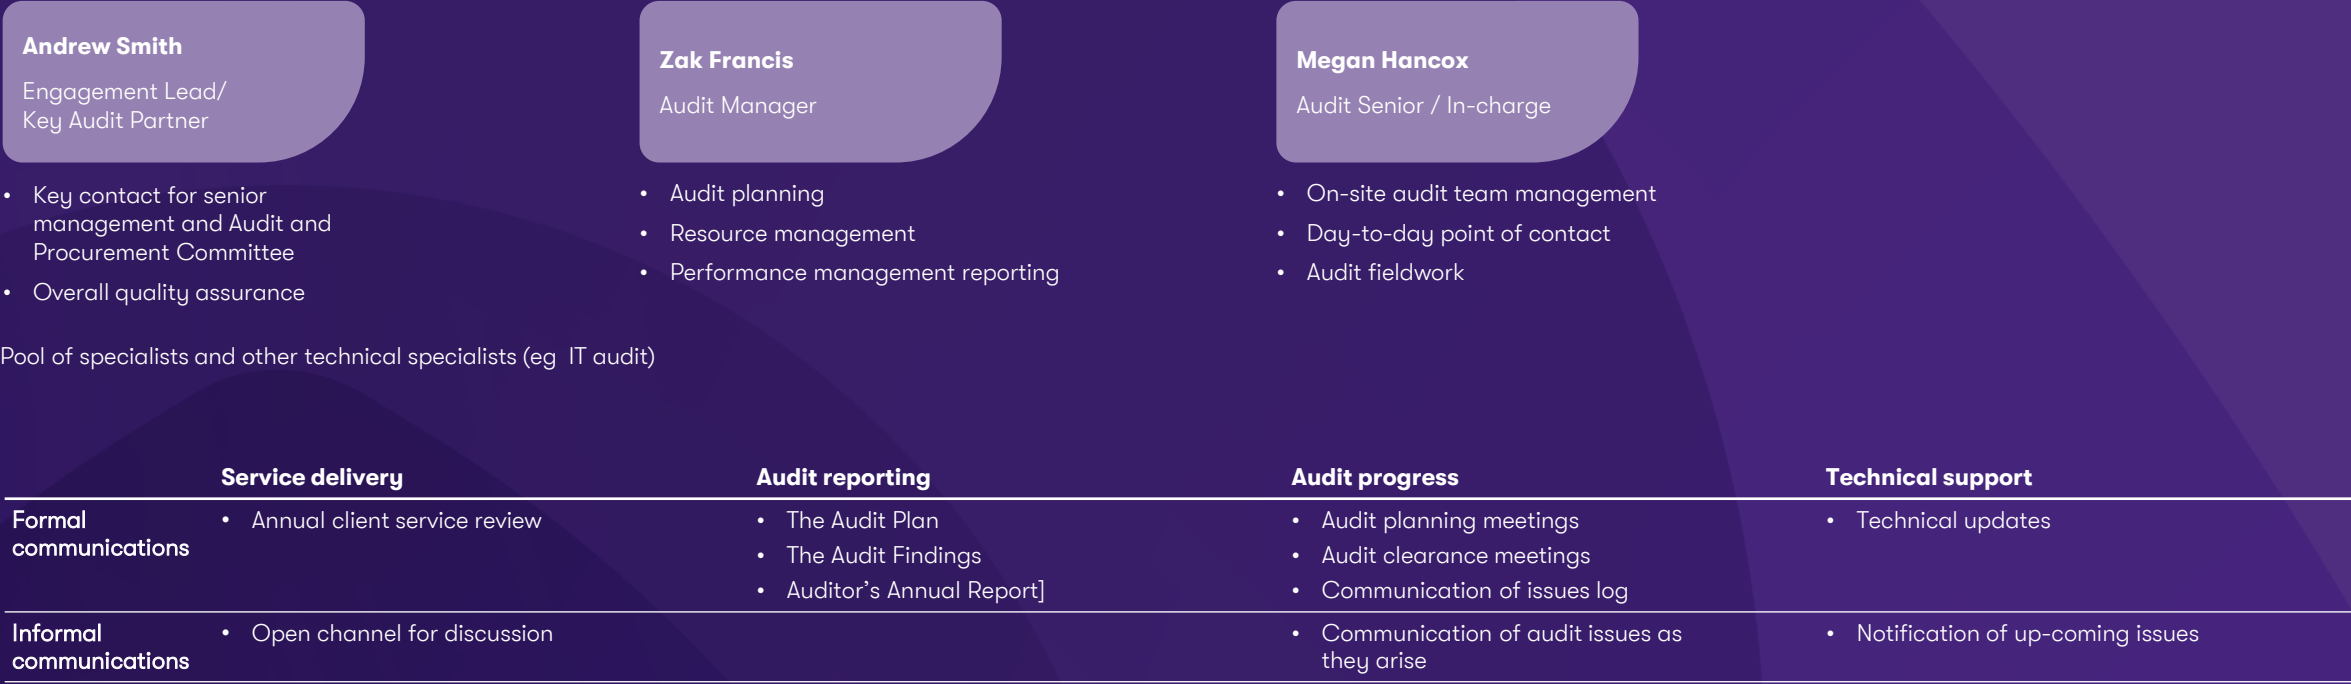 Andrew Smith
Engagement Lead/
Key Audit Partner
• Key contact for senior
management and Audit and
Procurement Committee
• Overall quality assurance
Zak Francis
Audit Manager
• Audit planning
• Resource management
• Performance management reporting
Megan Hancox
Audit Senior / In-charge
• On-site audit team management
• Day-to-day point of contact
• Audit fieldwork
Pool of specialists and other technical specialists (eg  IT audit)
Service delivery
Audit reporting
Audit progress
Technical support
Formal
communications
• Annual client service review
• The Audit Plan
• The Audit Findings
• Auditor’s Annual Report]
• Audit planning meetings
• Audit clearance meetings
• Communication of issues log
• Technical updates
Informal
communications
• Open channel for discussion
• Communication of audit issues as
they arise
• Notification of up-coming issues